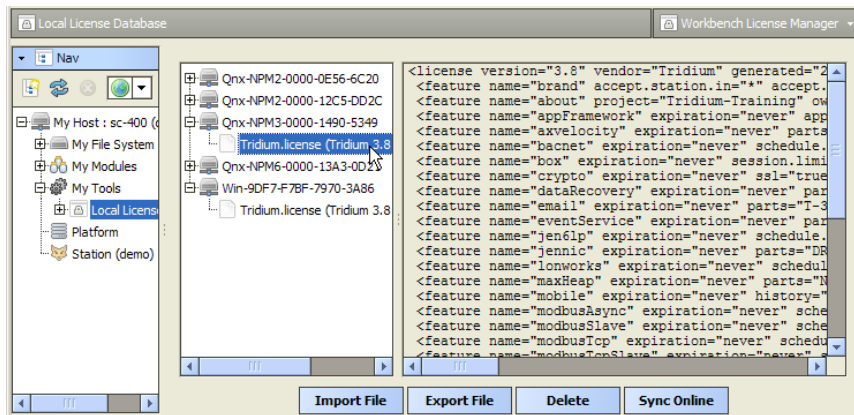 Local License Database
Workbench License Manager
Nav
My Host : sc-400 (
My File System
My Modules
My Tools
Local License
Platform
Station (demo)
Qnx-NPM2-0000-0E56-6C20
Qnx-NPM2-0000-12C5-DD2C
Qnx-NPM3-0000-1490-5349
Tridium.license (Tridium 3.8
Qnx-NPM6-0000-13A3-0D2
Win-9DF7-F7BF-7970-3A86
Tridium.license (Tridium 3.8
<license version="3.8" vendor="Tridium" generated="2
<feature name="brand" accept.station.in="*" accept.
<feature name="about" project="Tridium-Training" ow
<feature name="appFramework" expiration="never" app
<feature name="axvelocity" expiration="never" parts
<feature name="bacnet" expiration="never" schedule.
<feature name="box" expiration="never" session.limi
<feature name="crypto" expiration="never" ssl="true
<feature name="dataRecovery" expiration="never" par
<feature name="email" expiration="never" parts="T-3
<feature name="eventService" expiration="never" par
<feature name="jen6lp" expiration="never" schedule.
<feature name="jennic" expiration="never" parts="DR
<feature name="lonworks" expiration="never" schedul
<feature name="maxHeap" expiration="never" parts="N
<feature name="mobile" expiration="never" history="
<feature name="modbusAsync" expiration="never" sche
<feature name="modbusSlave" expiration="never" sche
<feature name="modbusTcp" expiration="never" schedu
<feature name="modbusTcpSlave" expiration="never" s
Import File
Export File
Delete
Sync Online